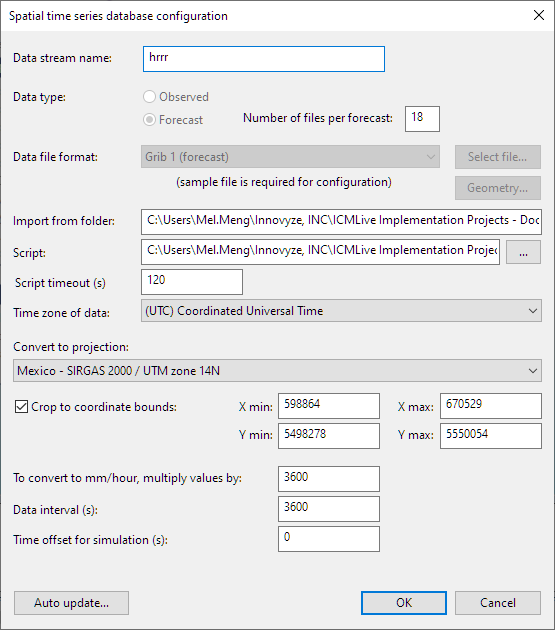 Spatial time series database configuration
Data stream name: hrrr
Data type: Observed
Forecast Number of files per forecast: 18
Data file format: Grib 1 (forecast) Select file...
(sample file is required for configuration)
Geometry...
Import from folder: C:\Users\Mel.Meng\Innovyze, INC\ICMLive Implementation Projects - Doc
Script: C:\Users\Mel.Meng\Innovyze, INC\ICMLive Implementation Projec ...
Script timeout (s) 120
Time zone of data: (UTC) Coordinated Universal Time
Convert to projection:
Mexico - SIRGAS 2000 / UTM zone 14N
Crop to coordinate bounds: X min: 598864 X max: 670529
Y min: 5498278 Y max: 5550054
To convert to mm/hour, multiply values by: 3600
Data interval (s): 3600
Time offset for simulation (s): 0
Auto update... OK Cancel